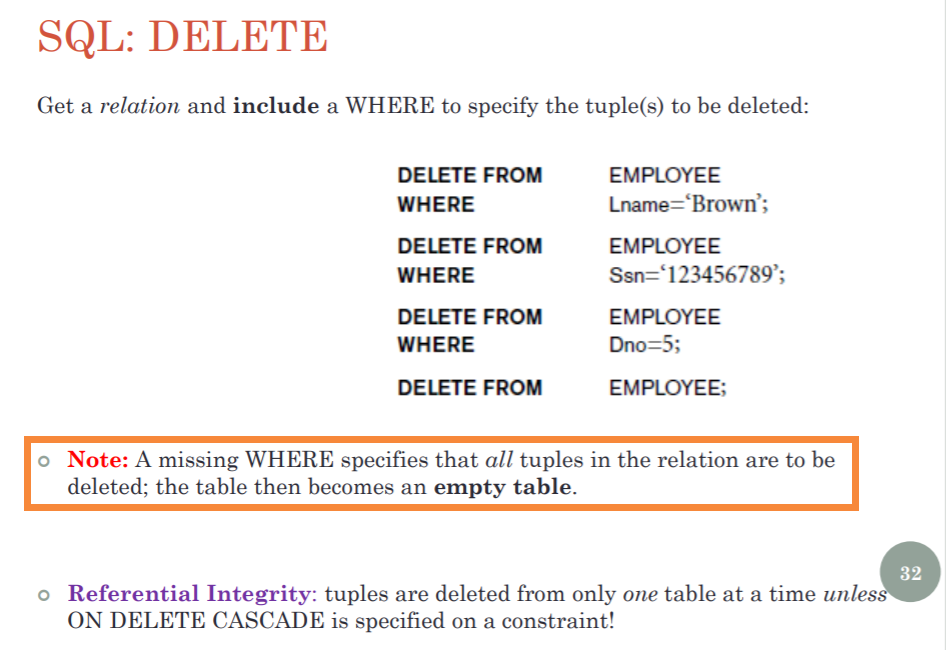 SQL: DELETE
Get a relation and include a WHERE to specify the tuple(s) to be deleted:
DELETE FROM EMPLOYEE
WHERE Lname=‘Brown’;
DELETE FROM EMPLOYEE
WHERE Ssn=‘123456789’;
DELETE FROM EMPLOYEE
WHERE Dno=5;
DELETE FROM EMPLOYEE;
Note: A missing WHERE specifies that all tuples in the relation are to be
deleted; the table then becomes an empty table.
32
Referential Integrity: tuples are deleted from only one table at a time unless
ON DELETE CASCADE is specified on a constraint!